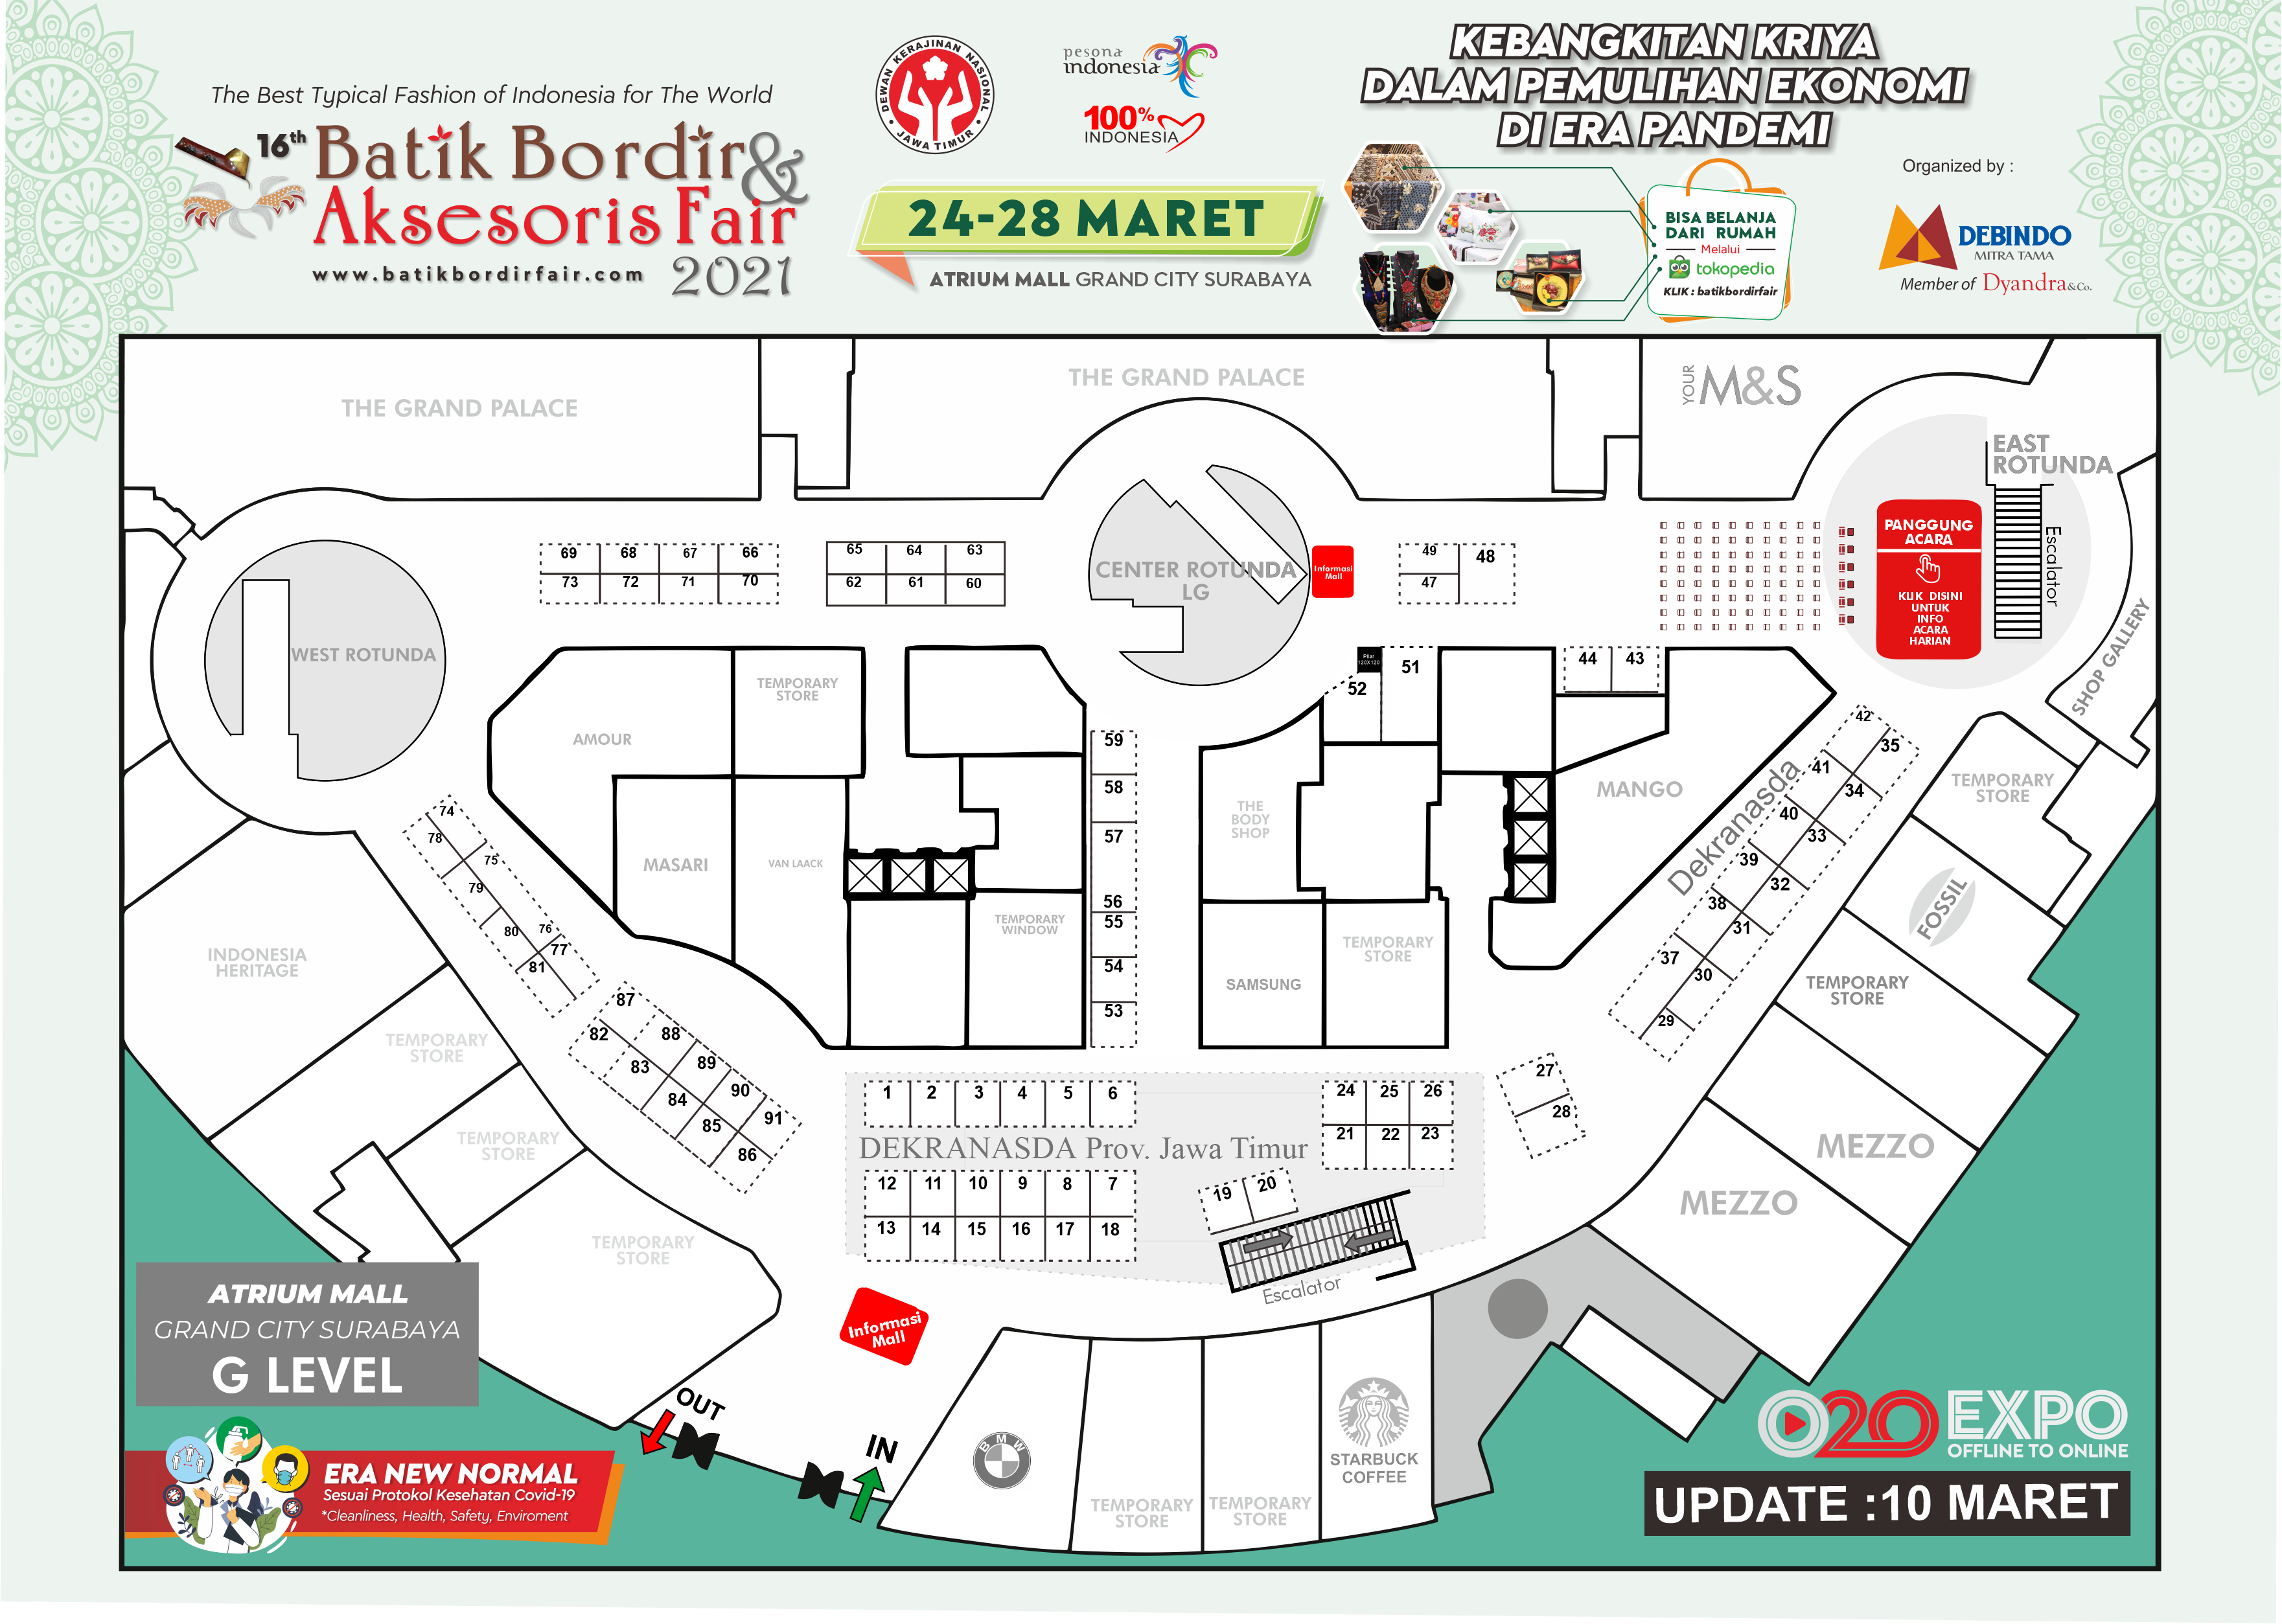 The Best Typical Fashion of Indonesia for The World
16th Batik Bordir &
Aksesoris Fair
www.batikbordirfair.com 2021
DEWAN KERAJINAN NASIONAL
JAWA TIMUR
pesona
indonesia
100%
INDONESIA
24-28 MARET
ATRIUM MALL GRAND CITY SURABAYA
KEBANGKITAN KRIYA
DALAM PEMULIHAN EKONOMI
DI ERA PANDEMI
BISA BELANJA
DARI RUMAH
Melalui
tokopedia
KLIK : batikbordirfair
Organized by :
DEBINDO
MITRA TAMA
Member of Dyandra&Co.
THE GRAND PALACE
THE GRAND PALACE
YOUR M&S
EAST
ROTUNDA
PANGGUNG
ACARA
KLIK DISINI
UNTUK
INFO
ACARA
HARIAN
Escalator
SHOP GALLERY
69 68 67 66
73 72 71 70
65 64 63
62 61 60
CENTER ROTUNDA
LG
Informasi
Mall
49 48
47
WEST ROTUNDA
Pilar
120X120
51
52
44 43
AMOUR
TEMPORARY
STORE
MASARI
VAN LAACK
TEMPORARY
WINDOW
59
58
57
56
55
54
53
THE
BODY
SHOP
SAMSUNG
TEMPORARY
STORE
MANGO
Dekranasda
42
35
41
34
40
33
39
32
38
31
37
30
29
TEMPORARY
STORE
FOSSIL
TEMPORARY
STORE
MEZZO
MEZZO
74
78
75
79
80
76
77
81
87
82
88
83
89
84
90
85
91
86
INDONESIA
HERITAGE
TEMPORARY
STORE
TEMPORARY
STORE
TEMPORARY
STORE
1 2 3 4 5 6
DEKRANASDA Prov. Jawa Timur
12 11 10 9 8 7
13 14 15 16 17 18
24 25 26
21 22 23
19 20
27
28
Escalator
Informasi
Mall
OUT
IN
BMW
TEMPORARY
STORE
TEMPORARY
STORE
STARBUCK
COFFEE
ATRIUM MALL
GRAND CITY SURABAYA
G LEVEL
ERA NEW NORMAL
Sesuai Protokol Kesehatan Covid-19
*Cleanliness, Health, Safety, Enviroment
O2O EXPO
OFFLINE TO ONLINE
UPDATE :10 MARET